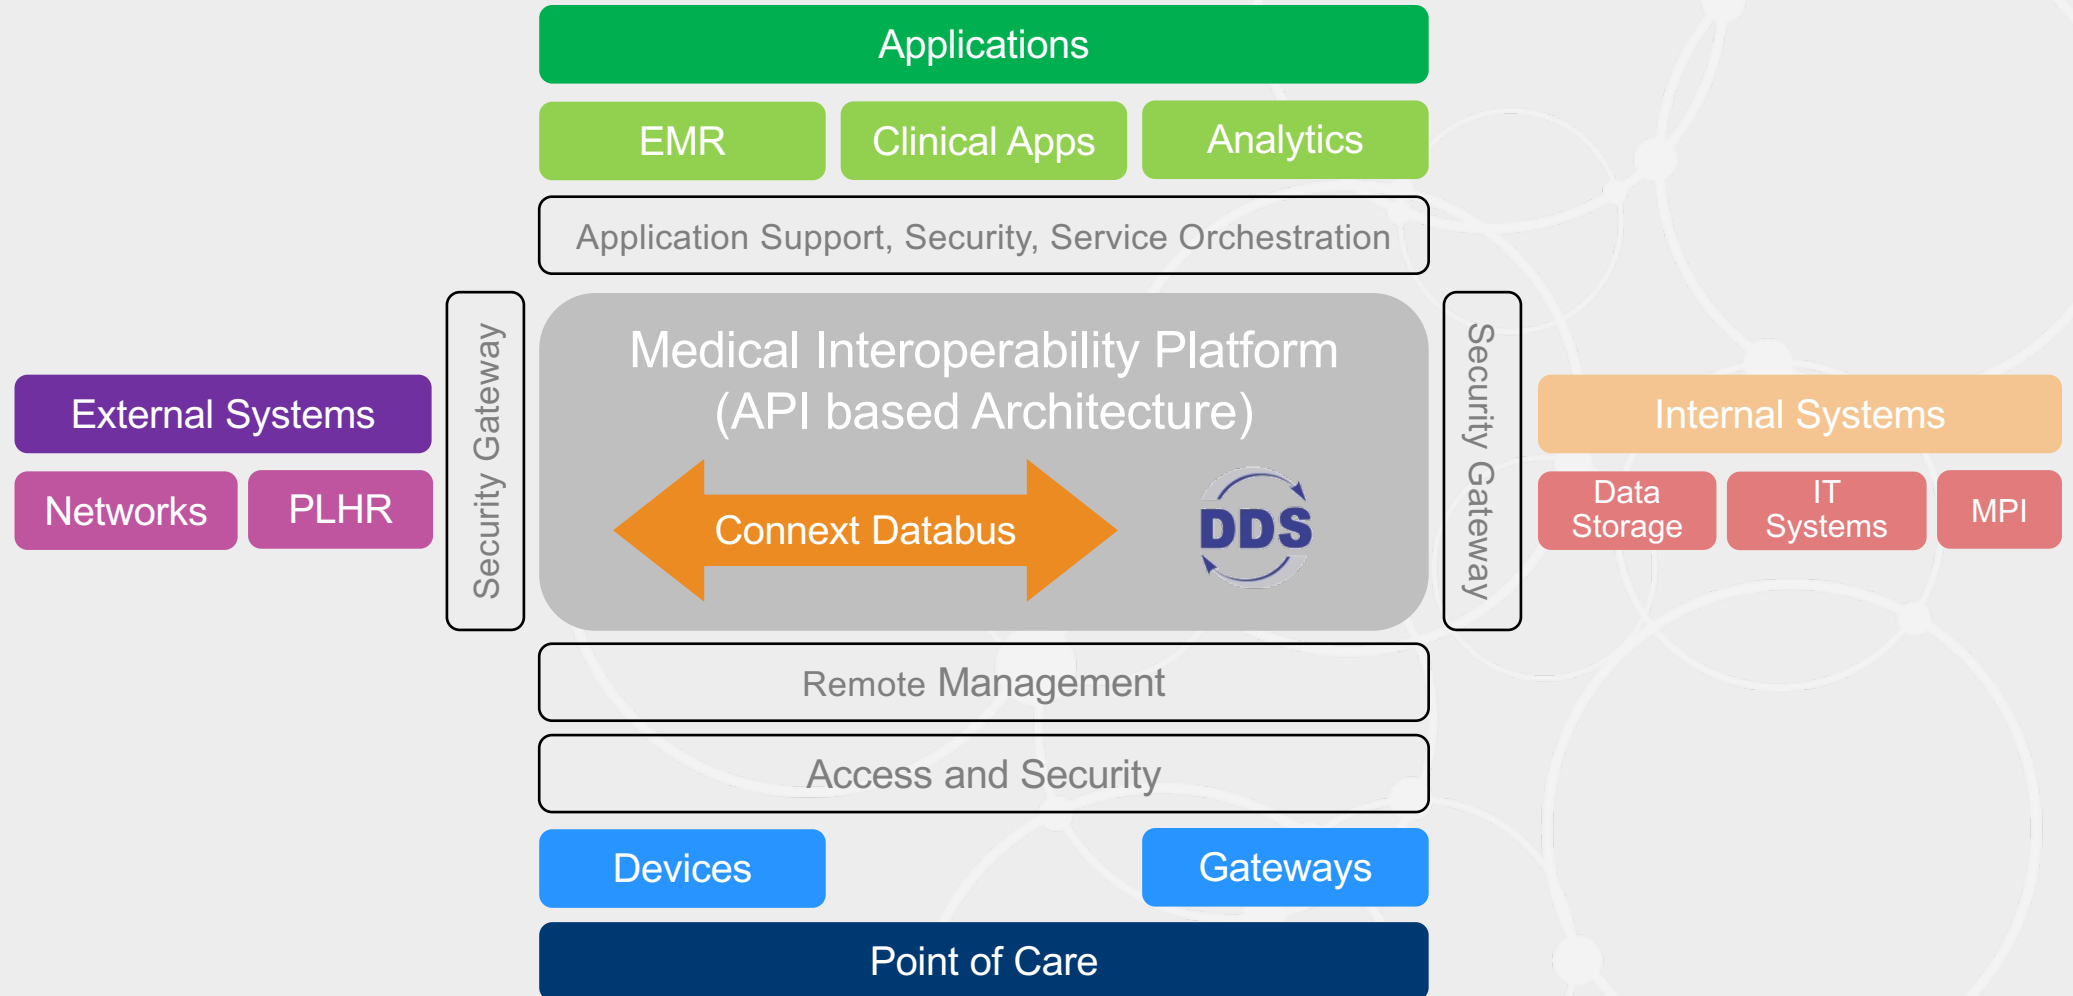 Applications
EMR
Clinical Apps
Analytics
Application Support, Security, Service Orchestration
Security Gateway
Medical Interoperability Platform
(API based Architecture)
Security Gateway
External Systems
Internal Systems
Networks
PLHR
Connext Databus
DDS
Data
Storage
IT
Systems
MPI
Remote Management
Access and Security
Devices
Gateways
Point of Care